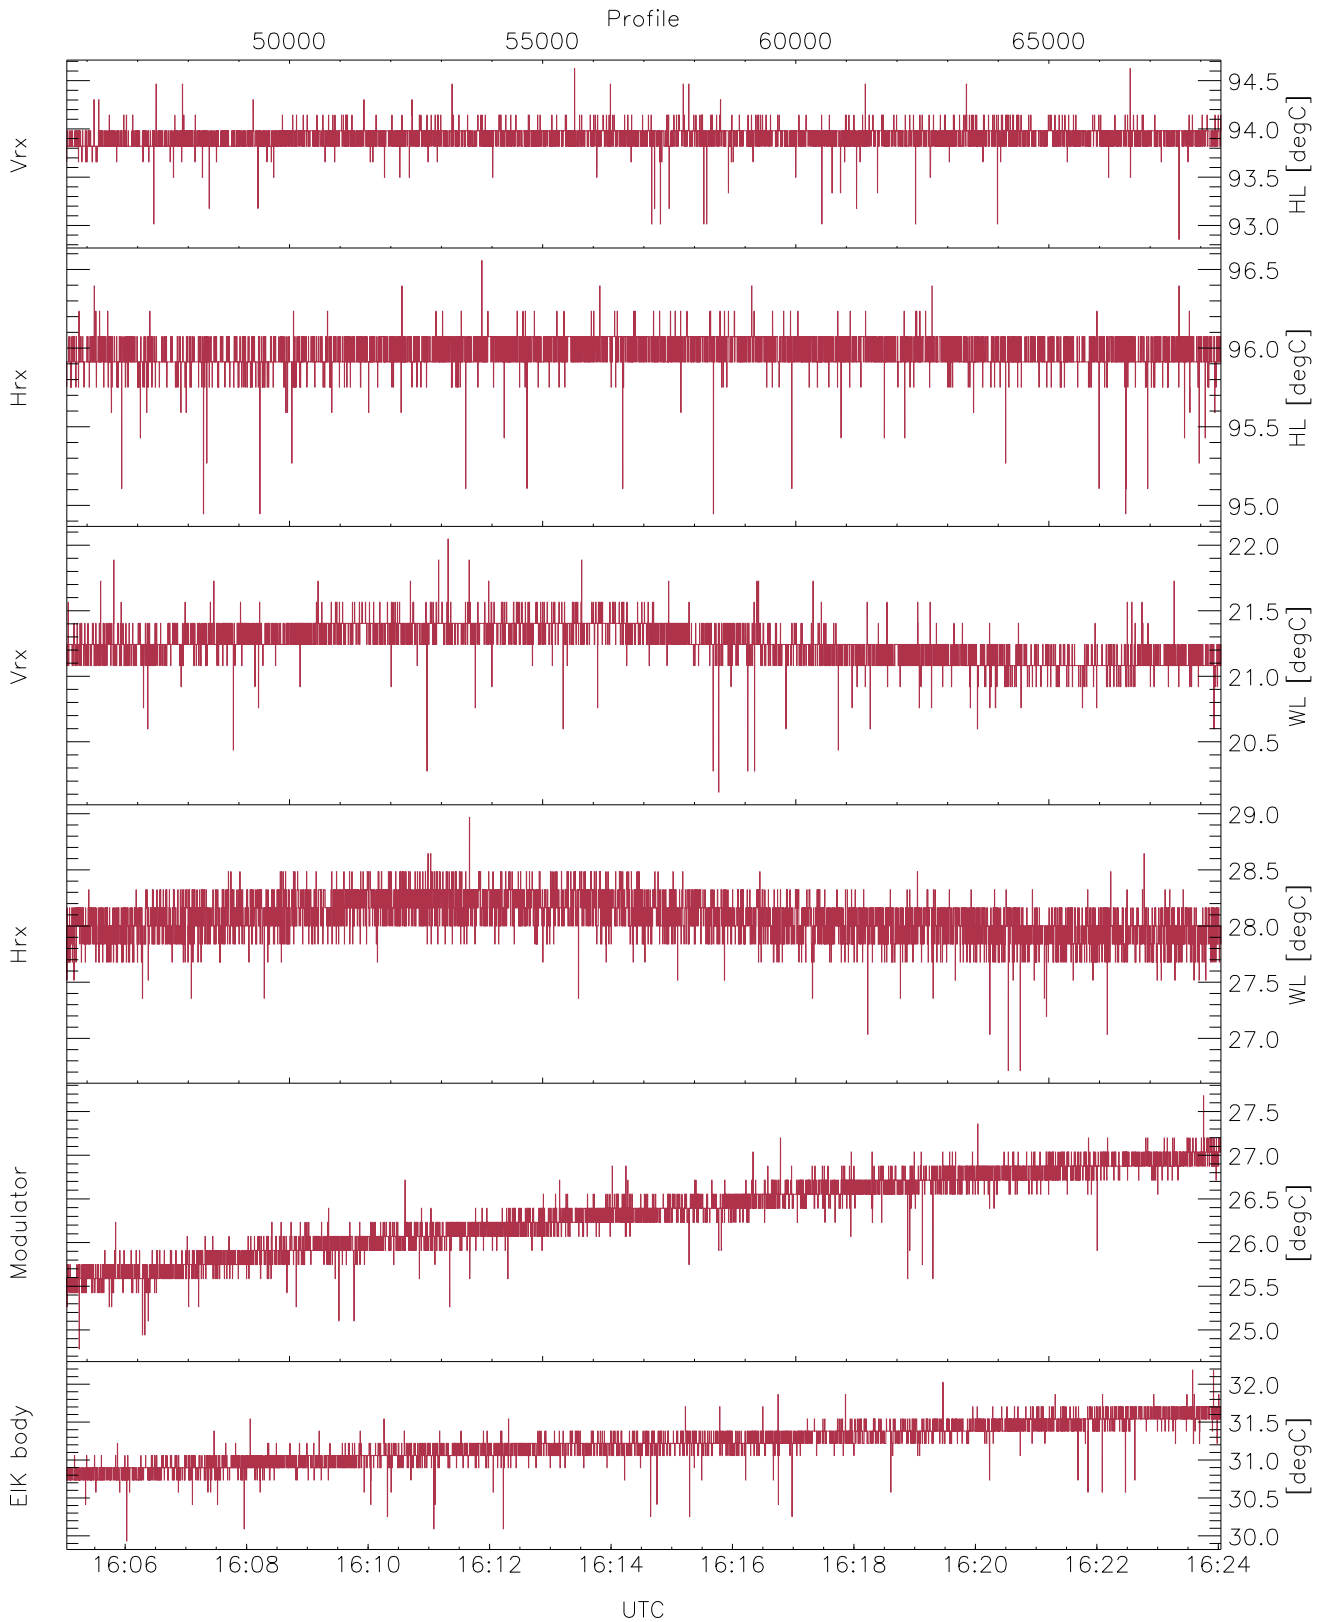 Profile
50000 55000 60000 65000
Vrx
94.5
94.0
93.5
93.0
HL [degC]
Hrx
96.5
96.0
95.5
95.0
HL [degC]
Vrx
22.0
21.5
21.0
20.5
WL [degC]
Hrx
29.0
28.5
28.0
27.5
27.0
WL [degC]
Modulator
27.5
27.0
26.5
26.0
25.5
25.0
[degC]
EIK body
32.0
31.5
31.0
30.5
30.0
[degC]
16:06 16:08 16:10 16:12 16:14 16:16 16:18 16:20 16:22 16:24
UTC